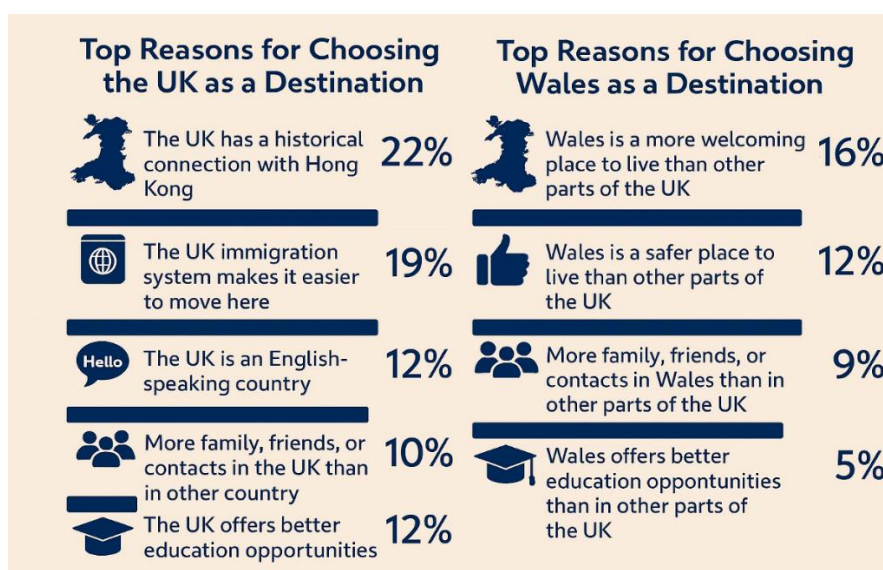 Top Reasons for Choosing
the UK as a Destination
The UK has a historical
connection with Hong
Kong
22%
The UK immigration
system makes it easier
to move here
19%
Hello
The UK is an English-
speaking country
12%
More family, friends, or
contacts in the UK than
in other country
10%
The UK offers better
education opportunities
12%
Top Reasons for Choosing
Wales as a Destination
Wales is a more welcoming
place to live than other
parts of the UK
16%
Wales is a safer place to
live than other parts of
the UK
12%
More family, friends, or
contacts in Wales than in
other parts of the UK
9%
Wales offers better
education oppontunities
than in other parts of
the UK
5%